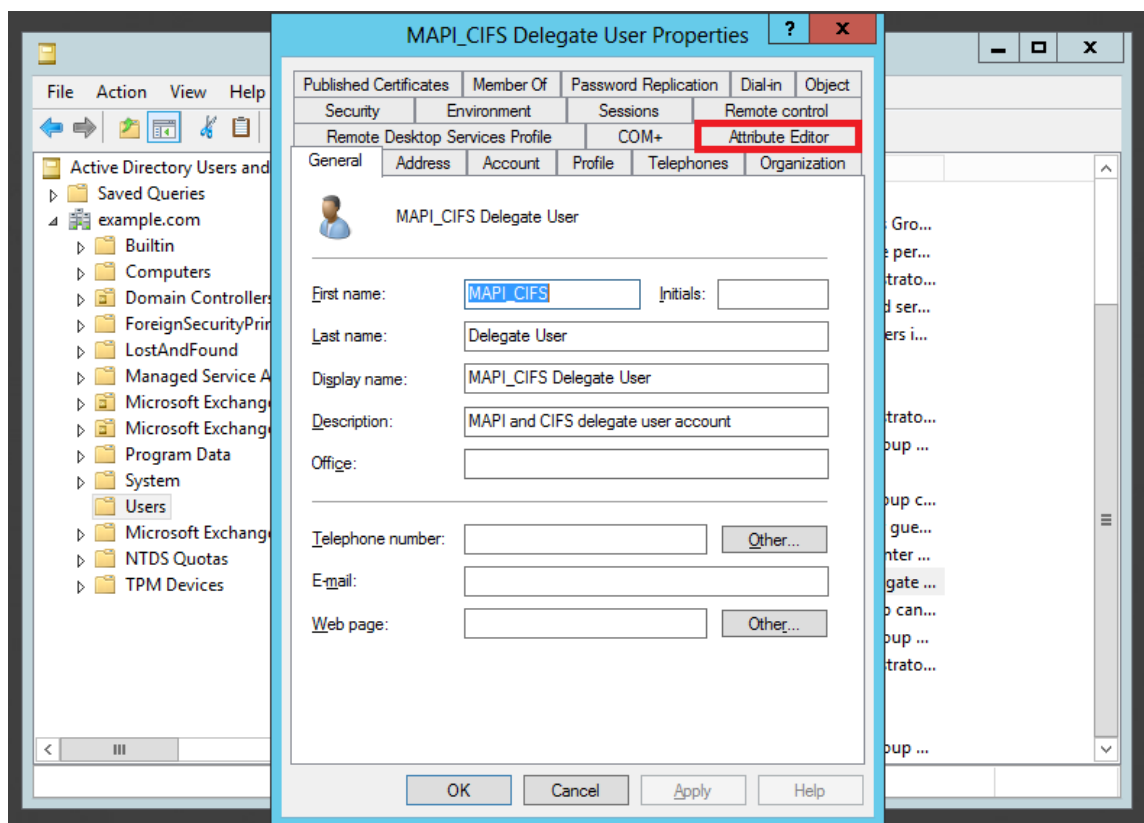 MAPI_CIFS Delegate User Properties
?
x
x
File Action View Help
Active Directory Users and
Saved Queries
example.com
Builtin
Computers
Domain Controllers
ForeignSecurityPrin
LostAndFound
Managed Service A
Microsoft Exchange
Microsoft Exchange
Program Data
System
Users
Microsoft Exchange
NTDS Quotas
TPM Devices
Published Certificates Member Of Password Replication Dial-in Object
Security Environment Sessions Remote control
Remote Desktop Services Profile COM+ Attribute Editor
General Address Account Profile Telephones Organization
MAPI_CIFS Delegate User
First name: MAPI_CIFS Initials:
Last name: Delegate User
Display name: MAPI_CIFS Delegate User
Description: MAPI and CIFS delegate user account
Office:
Telephone number: Other...
E-mail:
Web page: Other...
OK Cancel Apply Help
Gro...
per...
trato...
d ser...
ers i...
trato...
oup ...
oup c...
gue...
nter ...
gate ...
can...
oup ...
trato...
oup ...